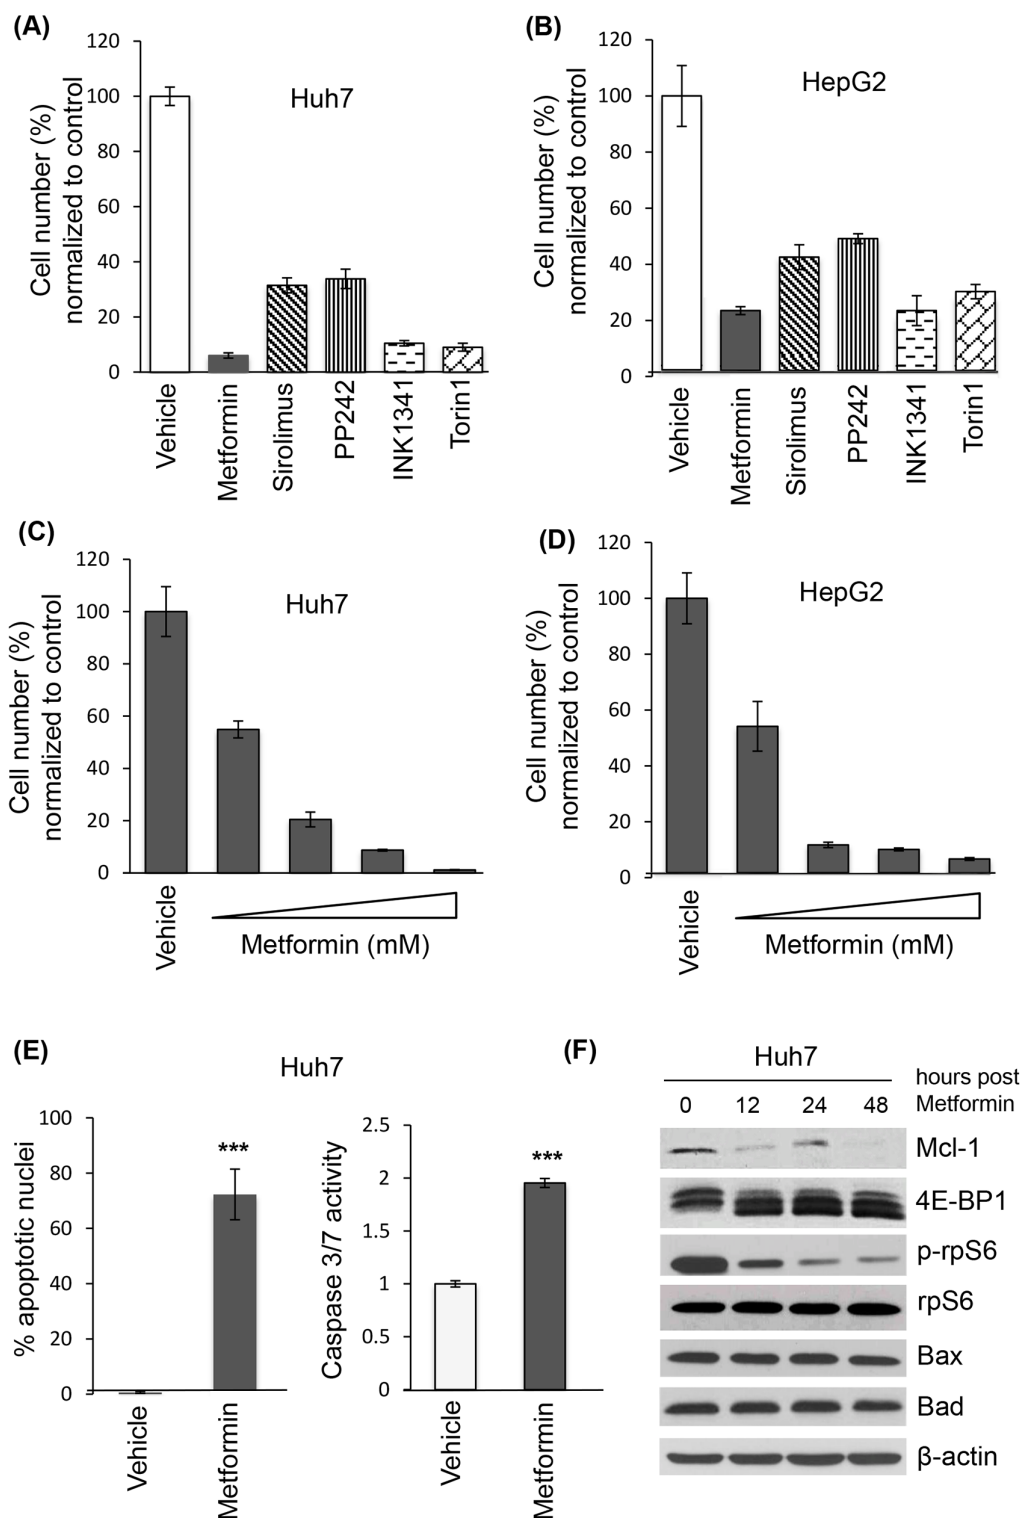 (A)
Cell number (%)
normalized to control
120
100
80
60
40
20
0
Huh7
Vehicle
Metformin
Sirolimus
PP242
INK1341
Torin1
(B)
Cell number (%)
normalized to control
120
100
80
60
40
20
0
HepG2
Vehicle
Metformin
Sirolimus
PP242
INK1341
Torin1
(C)
Cell number (%)
normalized to control
120
100
80
60
40
20
0
Huh7
Vehicle
Metformin (mM)
(D)
Cell number (%)
normalized to control
120
100
80
60
40
20
0
HepG2
Vehicle
Metformin (mM)
(E)
Huh7
% apoptotic nuclei
100
80
60
40
20
0
***
Vehicle
Metformin
Caspase 3/7 activity
2.5
2
1.5
1
0.5
0
***
Vehicle
Metformin
(F)
Huh7
hours post
0 12 24 48 Metformin
Mcl-1
4E-BP1
p-rpS6
rpS6
Bax
Bad
β-actin